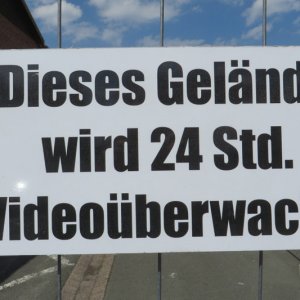 Dieses Geländ
wird 24 Std.
Videoüberwac